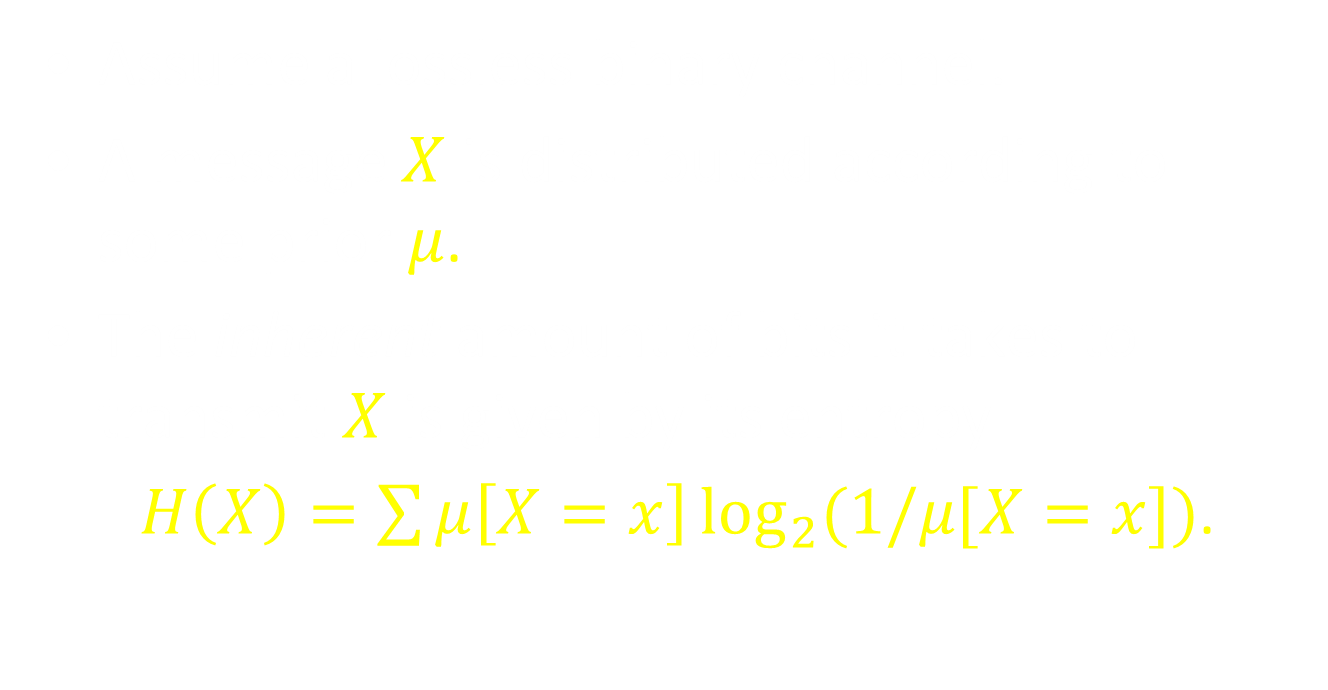 X
μ.
X
H(X) = ∑ μ[X = x] log₂(1/μ[X = x]).